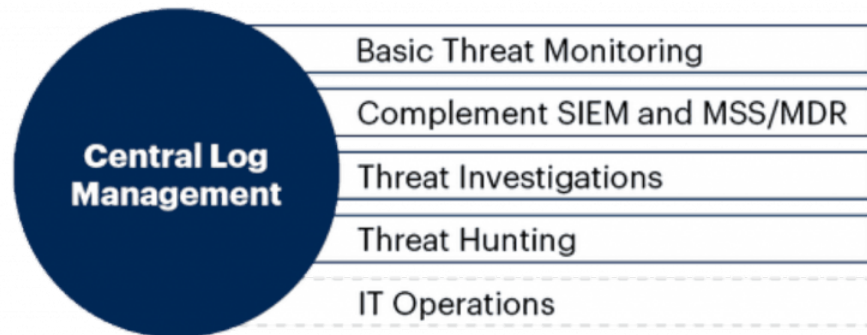 Central Log
Management
Basic Threat Monitoring
Complement SIEM and MSS/MDR
Threat Investigations
Threat Hunting
IT Operations